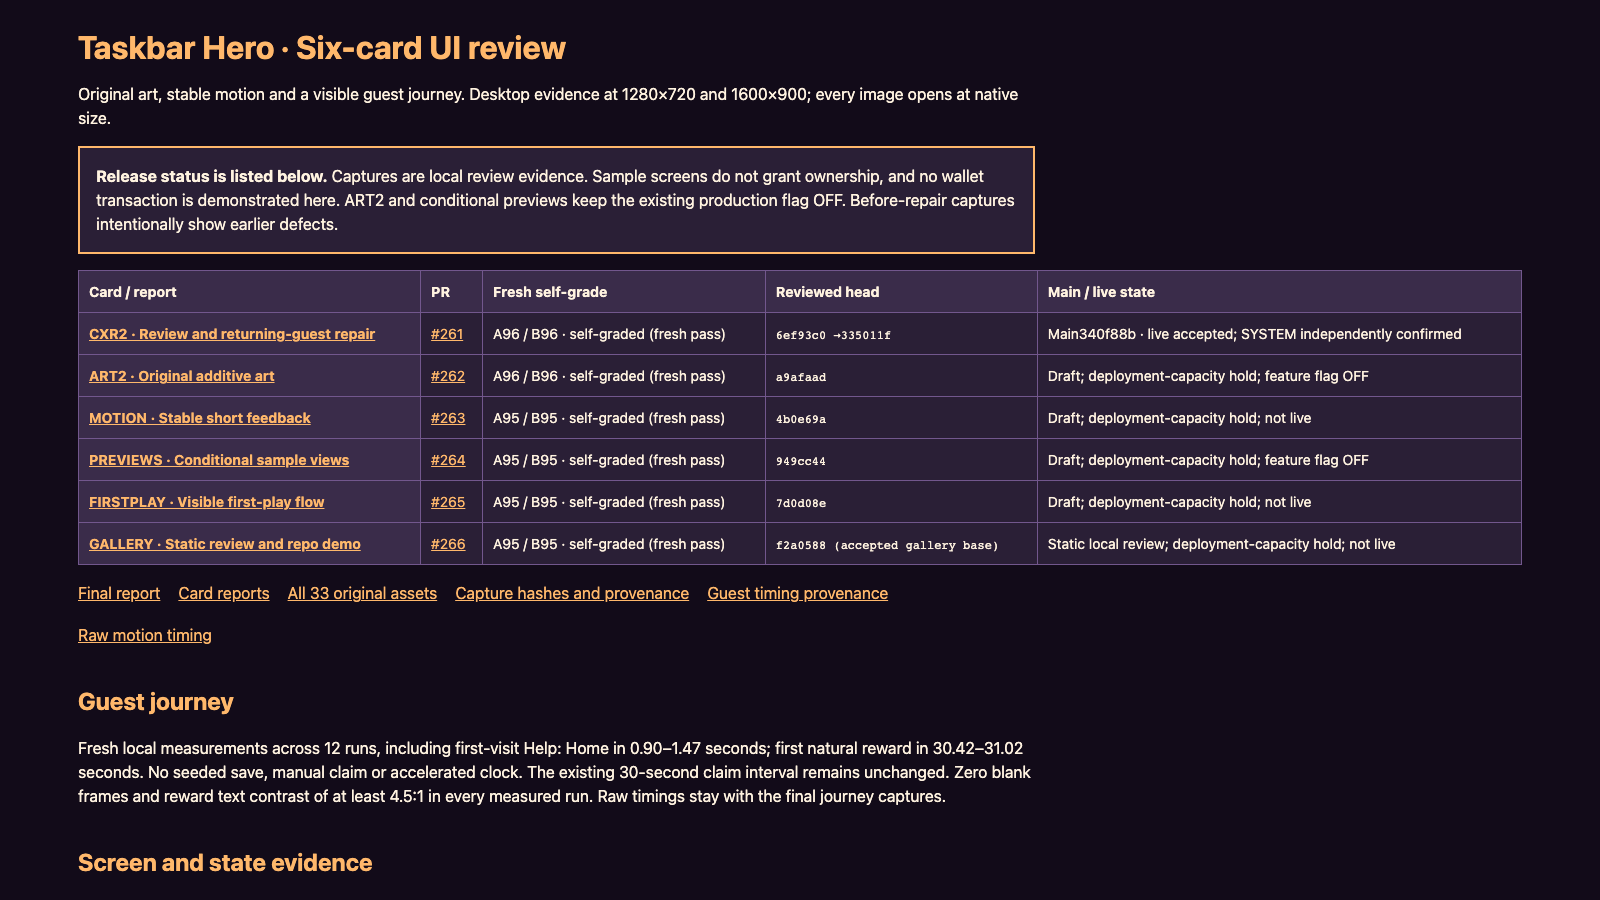 Taskbar Hero · Six-card UI review
Original art, stable motion and a visible guest journey. Desktop evidence at 1280×720 and 1600×900; every image opens at native
size.
Release status is listed below. Captures are local review evidence. Sample screens do not grant ownership, and no wallet
transaction is demonstrated here. ART2 and conditional previews keep the existing production flag OFF. Before-repair captures
intentionally show earlier defects.
Card / report PR Fresh self-grade Reviewed head Main / live state
CXR2 · Review and returning-guest repair #261 A96 / B96 · self-graded (fresh pass) 6ef93c0 →335011f Main340f88b · live accepted; SYSTEM independently confirmed
ART2 · Original additive art #262 A96 / B96 · self-graded (fresh pass) a9afaad Draft; deployment-capacity hold; feature flag OFF
MOTION · Stable short feedback #263 A95 / B95 · self-graded (fresh pass) 4b0e69a Draft; deployment-capacity hold; not live
PREVIEWS · Conditional sample views #264 A95 / B95 · self-graded (fresh pass) 949cc44 Draft; deployment-capacity hold; feature flag OFF
FIRSTPLAY · Visible first-play flow #265 A95 / B95 · self-graded (fresh pass) 7d0d08e Draft; deployment-capacity hold; not live
GALLERY · Static review and repo demo #266 A95 / B95 · self-graded (fresh pass) f2a0588 (accepted gallery base) Static local review; deployment-capacity hold; not live
Final report Card reports All 33 original assets Capture hashes and provenance Guest timing provenance
Raw motion timing
Guest journey
Fresh local measurements across 12 runs, including first-visit Help: Home in 0.90–1.47 seconds; first natural reward in 30.42–31.02
seconds. No seeded save, manual claim or accelerated clock. The existing 30-second claim interval remains unchanged. Zero blank
frames and reward text contrast of at least 4.5:1 in every measured run. Raw timings stay with the final journey captures.
Screen and state evidence